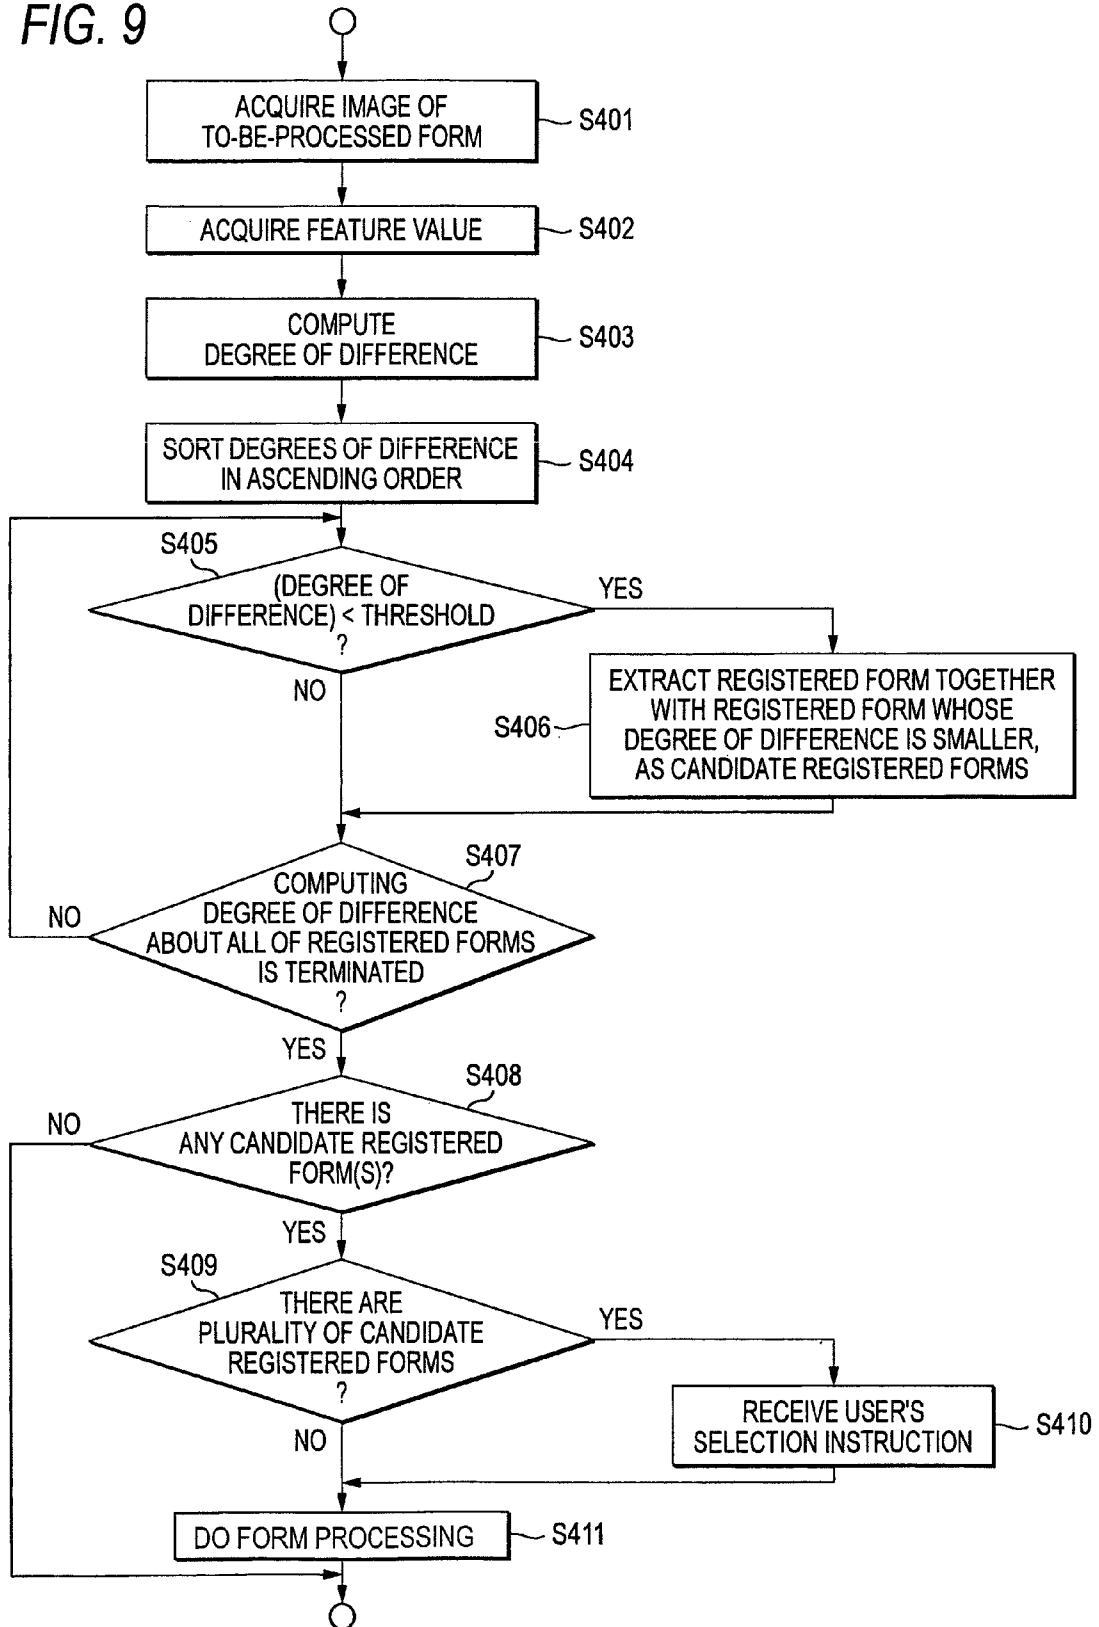 FIG. 9
ACQUIRE IMAGE OF
TO-BE-PROCESSED FORM
S401
ACQUIRE FEATURE VALUE
S402
COMPUTE
DEGREE OF DIFFERENCE
S403
SORT DEGREES OF DIFFERENCE
IN ASCENDING ORDER
S404
S405
(DEGREE OF
DIFFERENCE) < THRESHOLD
?
YES
NO
EXTRACT REGISTERED FORM TOGETHER
WITH REGISTERED FORM WHOSE
DEGREE OF DIFFERENCE IS SMALLER,
AS CANDIDATE REGISTERED FORMS
S406
S407
COMPUTING
DEGREE OF DIFFERENCE
ABOUT ALL OF REGISTERED FORMS
IS TERMINATED
?
NO
YES
S408
THERE IS
ANY CANDIDATE REGISTERED
FORM(S)?
NO
YES
S409
THERE ARE
PLURALITY OF CANDIDATE
REGISTERED FORMS
?
YES
NO
RECEIVE USER'S
SELECTION INSTRUCTION
S410
DO FORM PROCESSING
S411